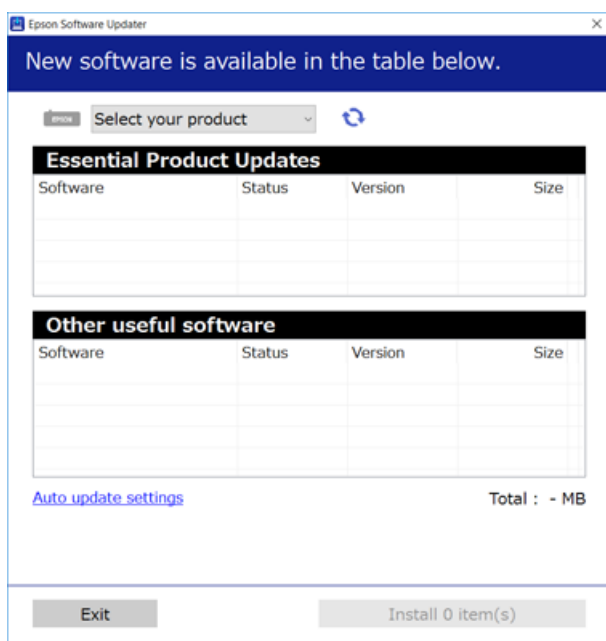 Epson Software Updater
New software is available in the table below.
EPSON Select your product
Essential Product Updates
Software Status Version Size
Other useful software
Software Status Version Size
Auto update settings Total : - MB
Exit Install 0 item(s)